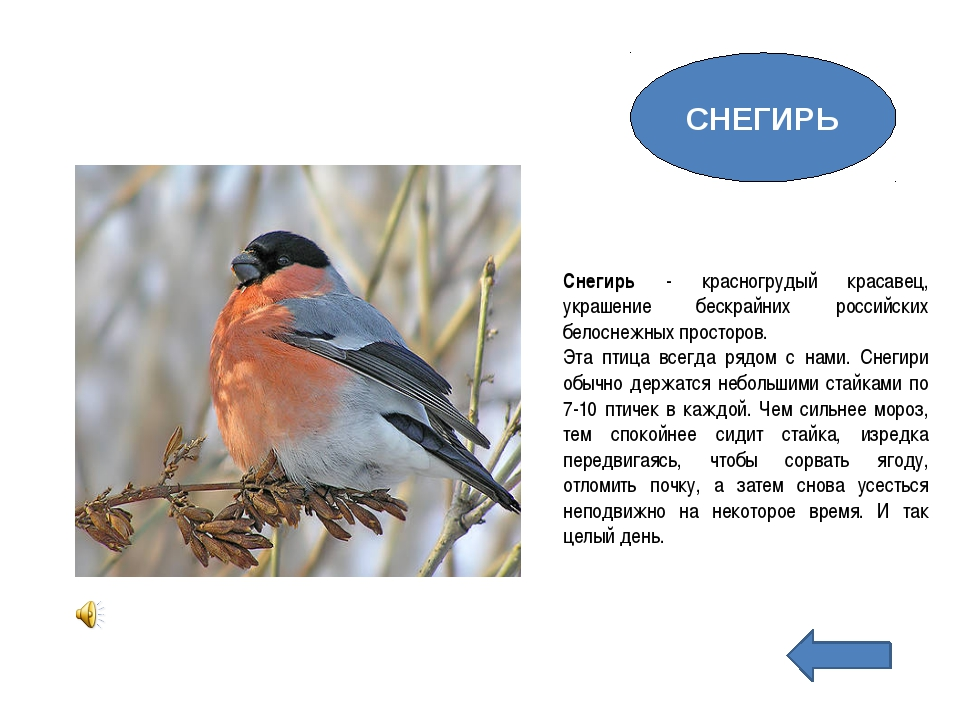 СНЕГИРЬ
Снегирь - красногрудый красавец,
украшение бескрайних российских
белоснежных просторов.
Эта птица всегда рядом с нами. Снегири
обычно держатся небольшими стайками по
7-10 птичек в каждой. Чем сильнее мороз,
тем спокойнее сидит стайка, изредка
передвигаясь, чтобы сорвать ягоду,
отломить почку, а затем снова усесться
неподвижно на некоторое время. И так
целый день.